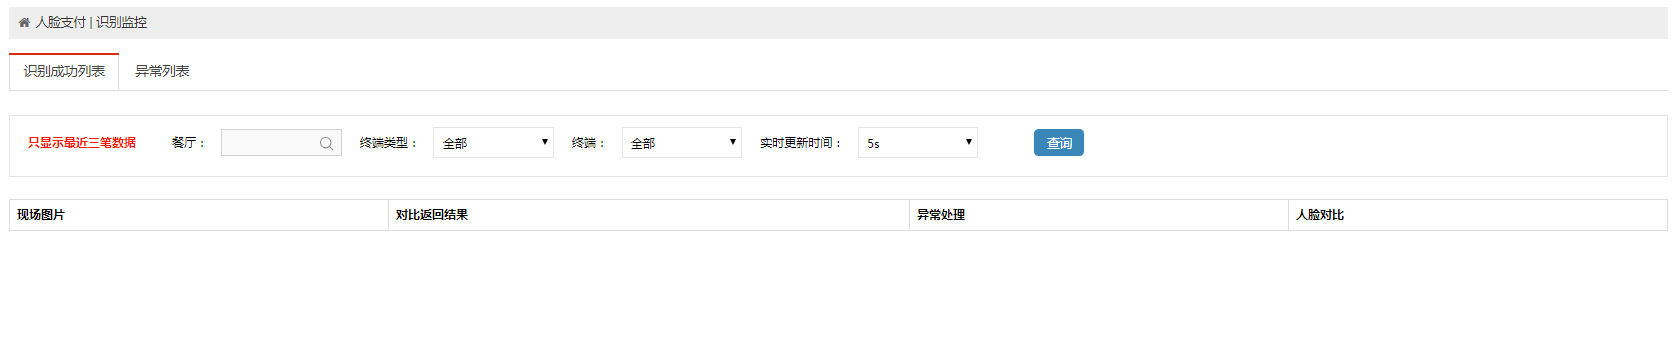 人脸支付 | 识别监控
识别成功列表 异常列表
只显示最近三笔数据 餐厅： 终端类型： 全部 终端： 全部 实时更新时间： 5s 查询
现场图片 对比返回结果 异常处理 人脸对比